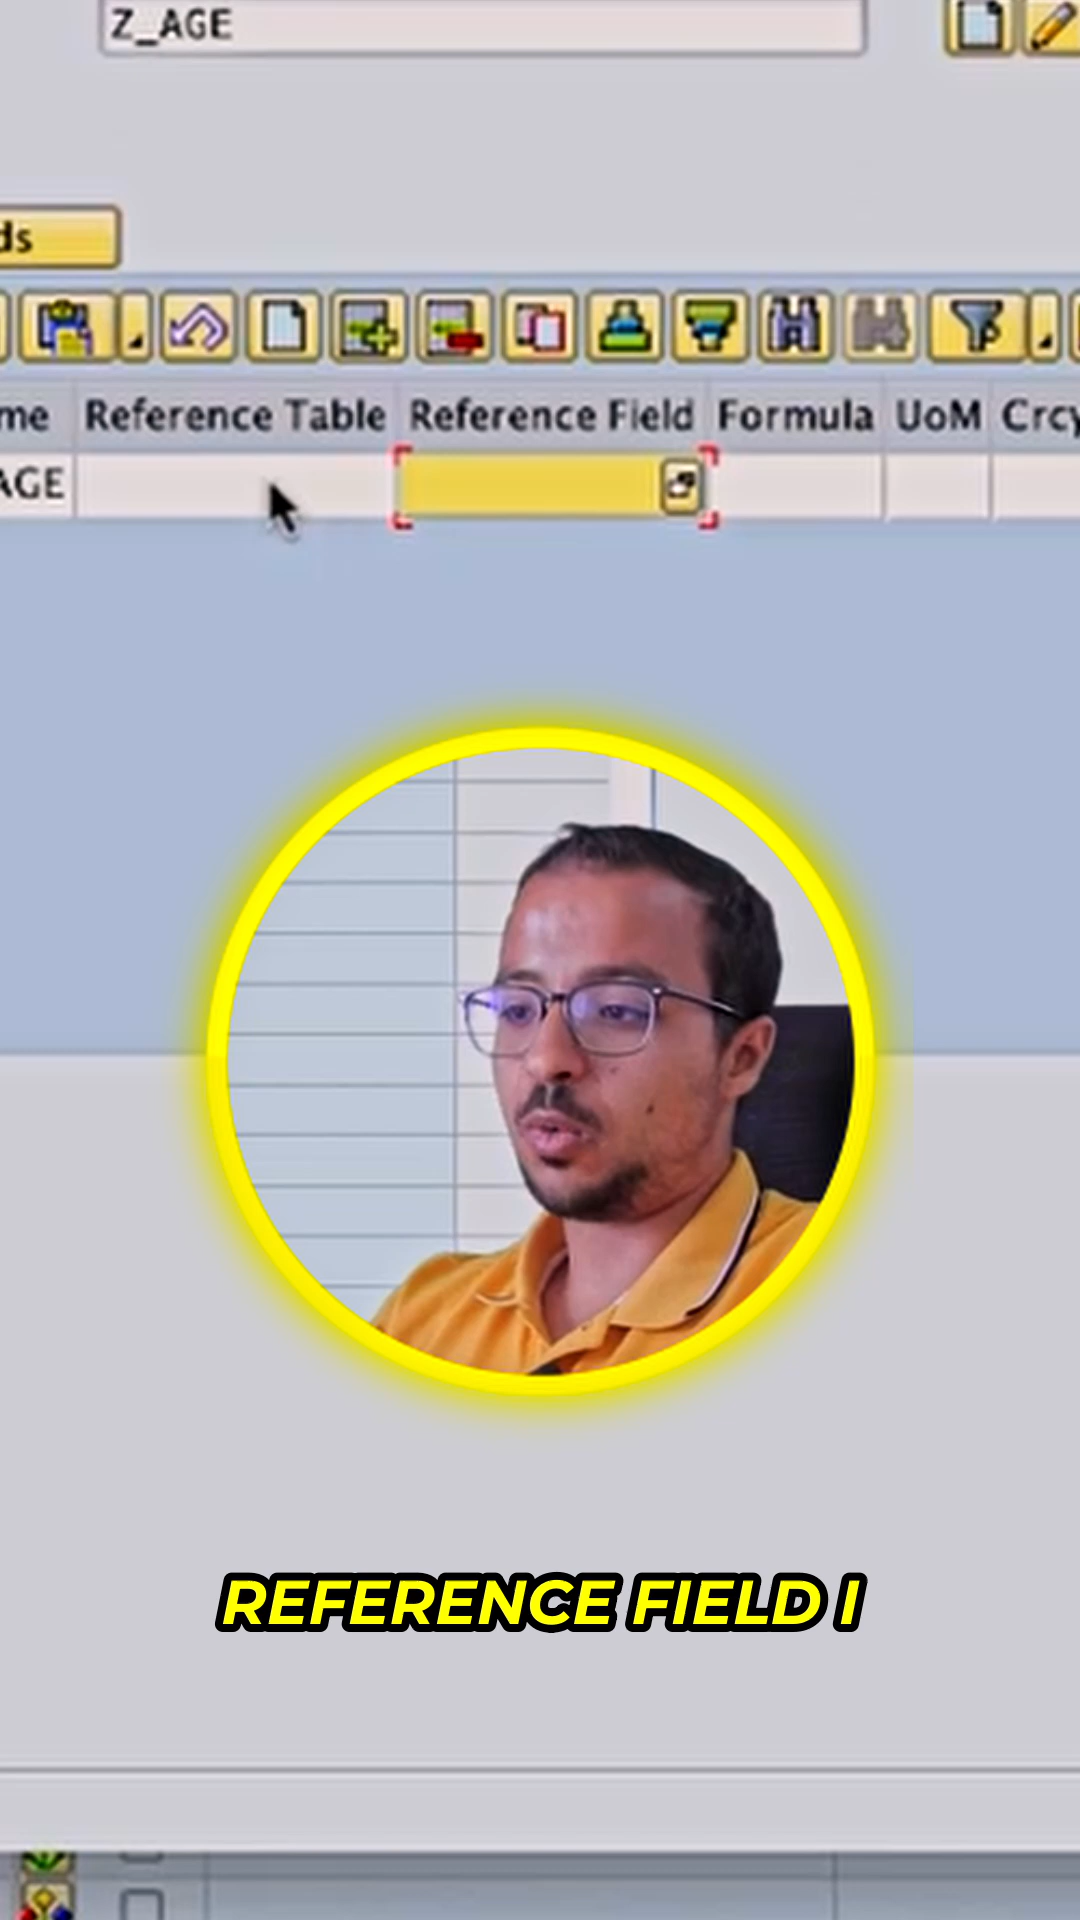 Z_AGE
ds
me Reference Table Reference Field Formula UoM Crcy
AGE
REFERENCE FIELD I